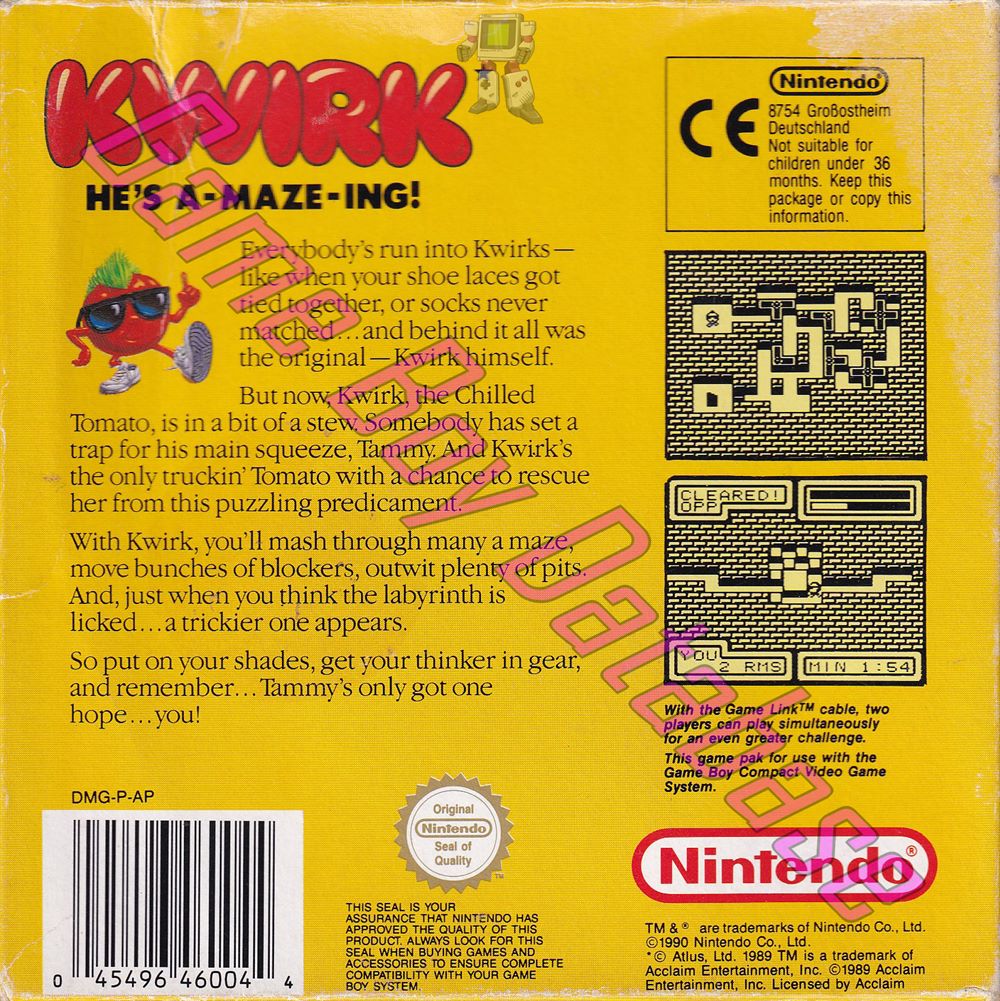 KWIRK™
HE'S A-MAZE-ING!
Everybody's run into Kwirks—
like when your shoe laces got
tied together, or socks never
matched...and behind it all was
the original—Kwirk himself.
But now, Kwirk, the Chilled
Tomato, is in a bit of a stew. Somebody has set a
trap for his main squeeze, Tammy. And Kwirk's
the only truckin' Tomato with a chance to rescue
her from this puzzling predicament.
With Kwirk, you'll mash through many a maze,
move bunches of blockers, outwit plenty of pits.
And, just when you think the labyrinth is
licked...a trickier one appears.
So put on your shades, get your thinker in gear,
and remember...Tammy's only got one
hope...you!
CE
Nintendo®
8754 Großostheim
Deutschland
Not suitable for
children under 36
months. Keep this
package or copy this
information.
CLEARED!
OPP
YOU
2 RMS
MIN 1:54
With the Game Link™ cable, two
players can play simultaneously
for an even greater challenge.
This game pak for use with the
Game Boy Compact Video Game
System.
DMG-P-AP
0 45496 46004 4
Original
Nintendo
Seal of
Quality
TM
THIS SEAL IS YOUR
ASSURANCE THAT NINTENDO HAS
APPROVED THE QUALITY OF THIS
PRODUCT. ALWAYS LOOK FOR THIS
SEAL WHEN BUYING GAMES AND
ACCESSORIES TO ENSURE COMPLETE
COMPATIBILITY WITH YOUR GAME
BOY SYSTEM.
Nintendo®
TM & ® are trademarks of Nintendo Co., Ltd.
©1990 Nintendo Co., Ltd.
*© Atlus, Ltd. 1989 TM is a trademark of
Acclaim Entertainment, Inc. ©1989 Acclaim
Entertainment, Inc. Licensed by Acclaim
Game Boy Database